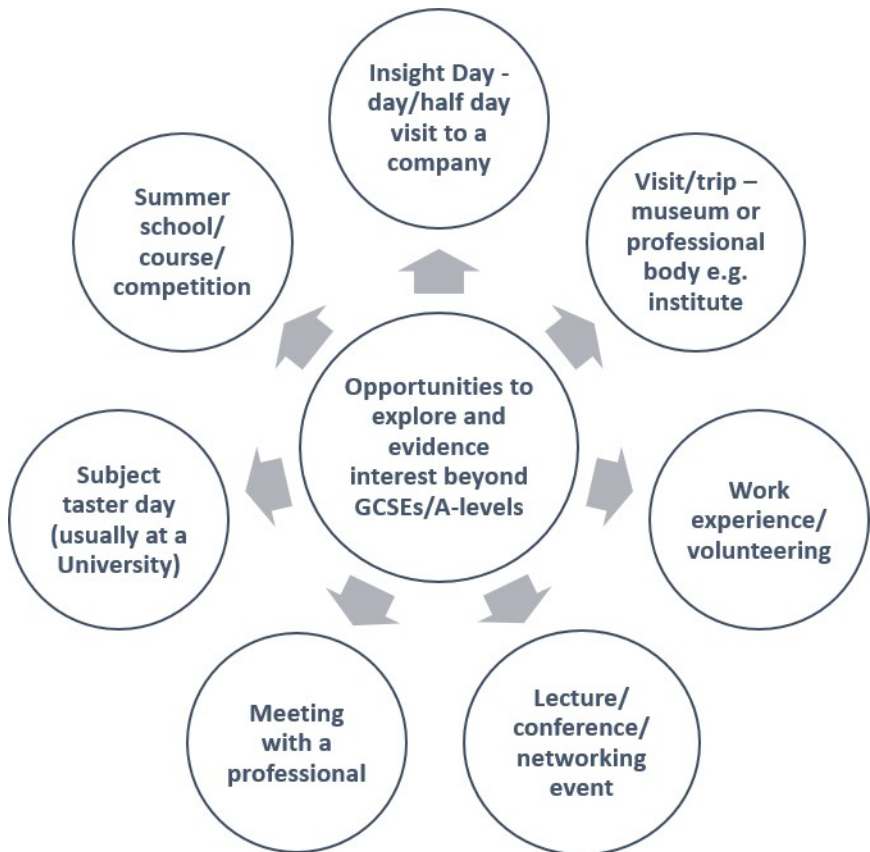 Insight Day -
day/half day
visit to a
company
Visit/trip –
museum or
professional
body e.g.
institute
Work
experience/
volunteering
Lecture/
conference/
networking
event
Meeting
with a
professional
Subject
taster day
(usually at a
University)
Summer
school/
course/
competition
Opportunities to
explore and
evidence
interest beyond
GCSEs/A-levels